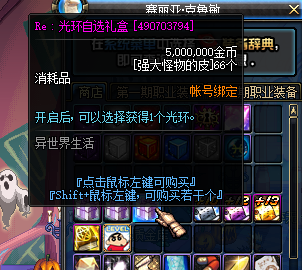 赛丽亚·克鲁敏
Re：光环自选礼盒 [490703794]
5,000,000金币
[强大怪物的皮]66个
消耗品
帐号绑定
开启后, 可以选择获得1个光环。
异世界生活
『点击鼠标左键可购买』
『Shift+鼠标左键, 可购买若干个』
商店
第一期职业装
期职业装备
LEVEL